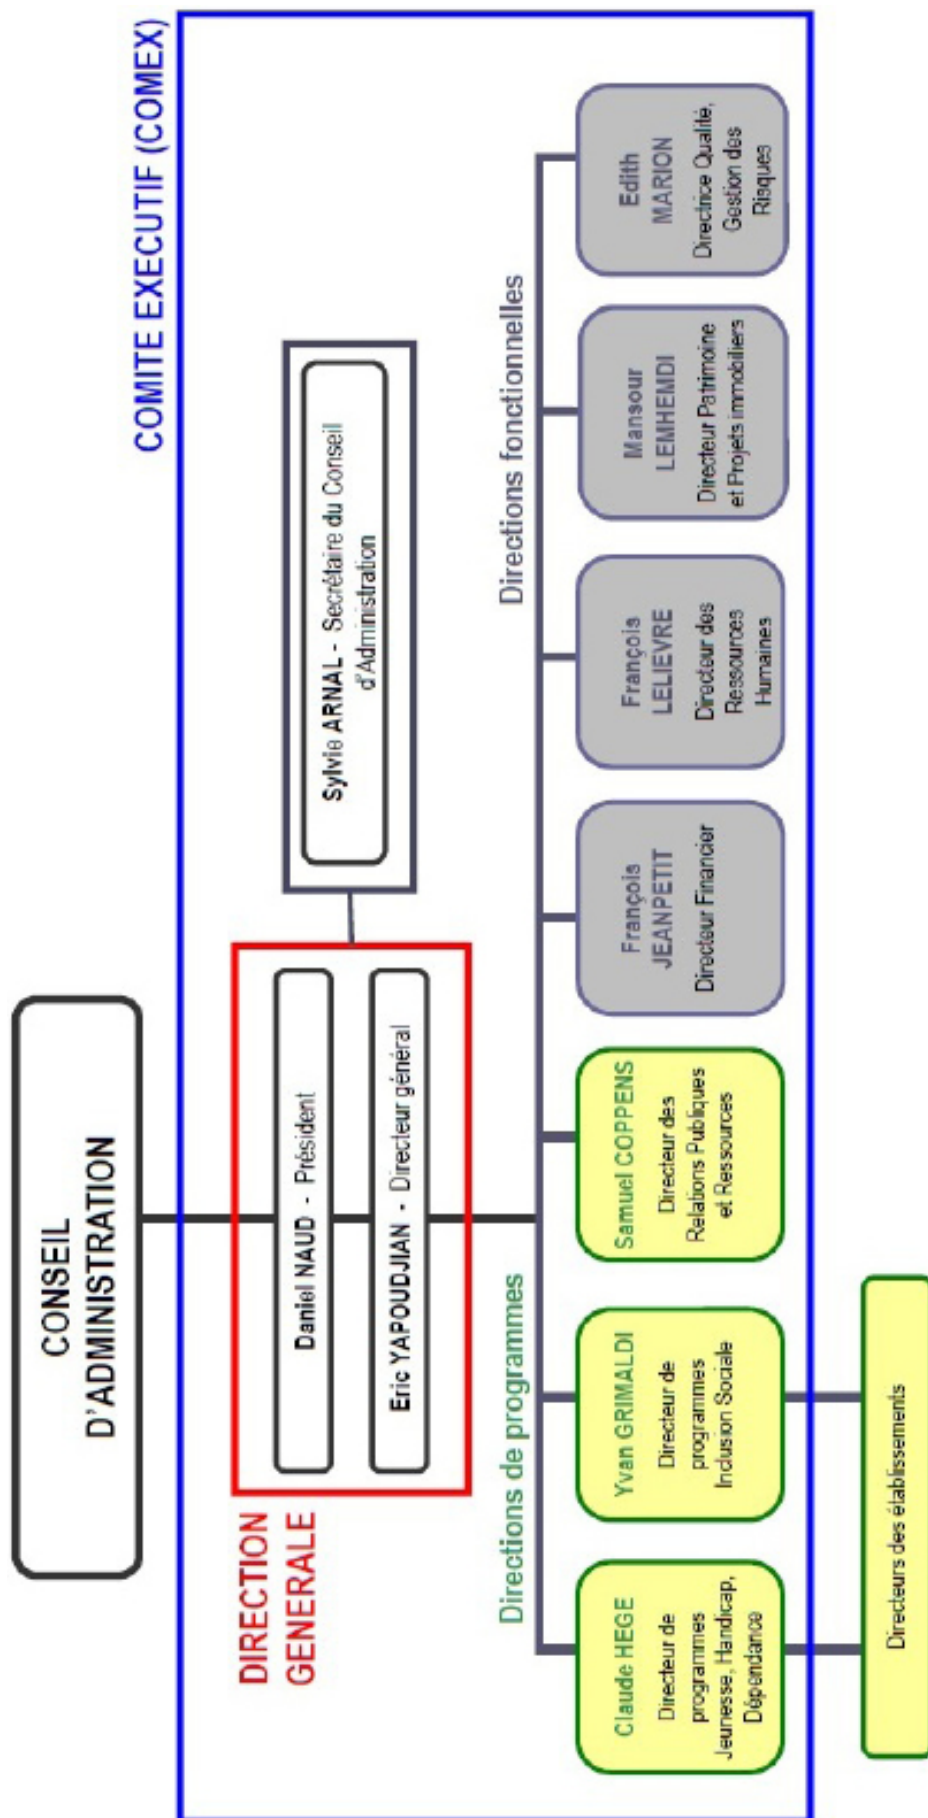 CONSEIL
D'ADMINISTRATION
COMITE EXECUTIF (COMEX)
DIRECTION
GENERALE
Daniel NAUD - Président
Eric YAPOUDJIAN - Directeur général
Sylvie ARNAL - Secrétaire du Conseil
d'Administration
Directions de programmes
Directions fonctionnelles
Claude HEGE
Directeur de
programmes
Jeunesse, Handicap,
Dépendance
Yvan GRIMALDI
Directeur de
programmes
Inclusion Sociale
Samuel COPPENS
Directeur des
Relations Publiques
et Ressources
François
JEANPETIT
Directeur Financier
François
LELIEVRE
Directeur des
Ressources
Humaines
Mansour
LEMHEMDI
Directeur Patrimoine
et Projets immobiliers
Edith
MARION
Directrice Qualité,
Gestion des
Risques
Directeurs des établissements